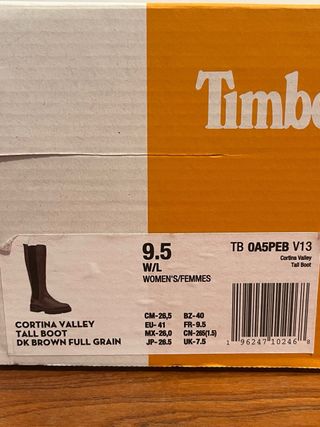 Timb
9.5
W/L
WOMEN'S/FEMMES
TB 0A5PEB V13
Cortina Valley
Tall Boot
CORTINA VALLEY
TALL BOOT
DK BROWN FULL GRAIN
CM-26,5 BZ-40
EU- 41 FR-9.5
MX-26,0 CN-265(1.5)
JP- 26.5 UK-7.5
1 96247 10246 8